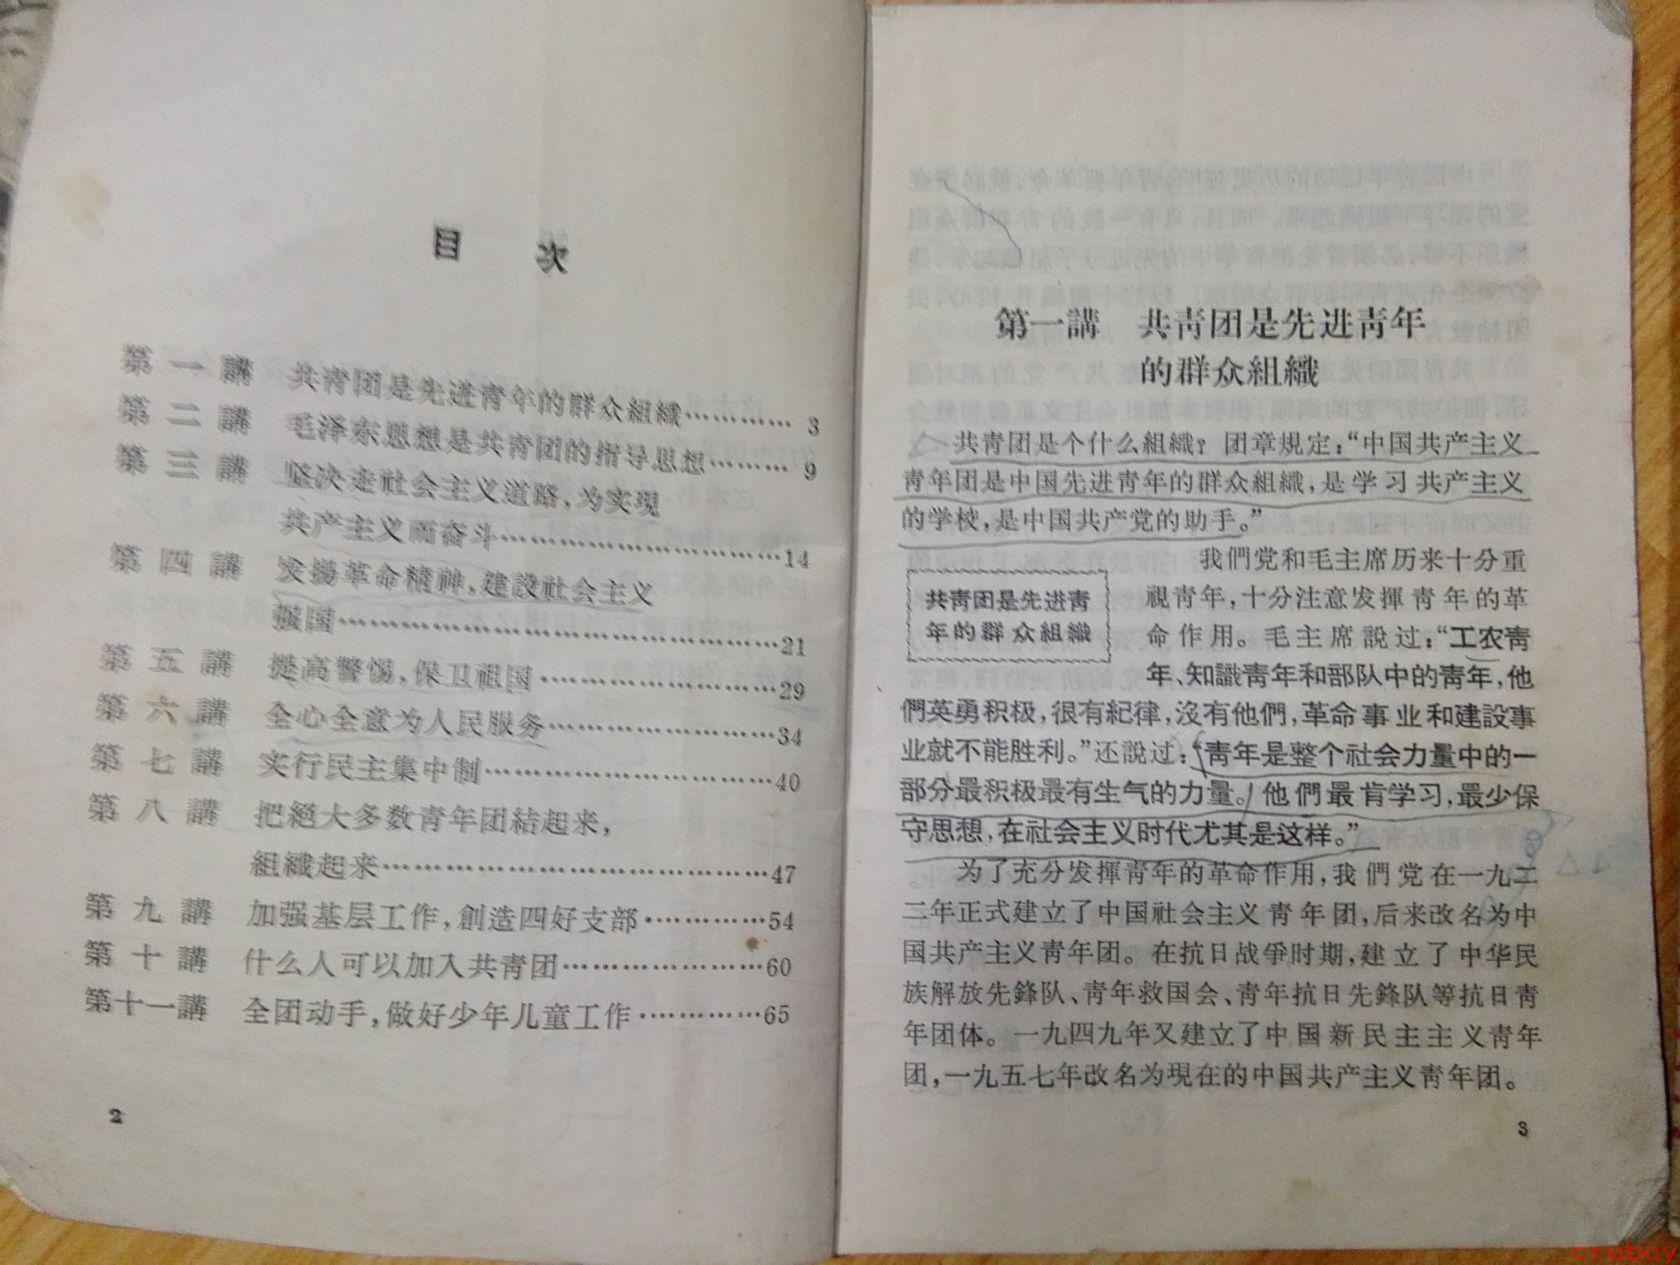 目 次
第一講 共青团是先进青年的群众組織………… 3
第二講 毛泽东思想是共青团的指导思想……… 9
第三講 坚决走社会主义道路，为实現
共产主义而奋斗………………………14
第四講 发揚革命精神，建設社会主义
强国……………………………………21
第五講 提高警惕，保卫祖国……………………29
第六講 全心全意为人民服务……………………34
第七講 实行民主集中制…………………………40
第八講 把絕大多数青年团結起来，
組織起来…………………………………47
第九講 加强基层工作，創造四好支部…………54
第十講 什么人可以加入共青团…………………60
第十一講 全团动手，做好少年儿童工作…………65
2
第一講 共青团是先进青年
的群众組織
共青团是个什么組織？团章規定：“中国共产主义
青年团是中国先进青年的群众組織，是学习共产主义
的学校，是中国共产党的助手。”
共青团是先进青
年的群众組織
我們党和毛主席历来十分重
視青年，十分注意发揮青年的革
命作用。毛主席說过：“工农青
年、知識青年和部队中的青年，他
們英勇积极，很有紀律，沒有他們，革命事业和建設事
业就不能胜利。”还說过：“青年是整个社会力量中的一
部分最积极最有生气的力量。他們最肯学习，最少保
守思想，在社会主义时代尤其是这样。”
为了充分发揮青年的革命作用，我們党在一九二
二年正式建立了中国社会主义青年团，后来改名为中
国共产主义青年团。在抗日战爭时期，建立了中华民
族解放先鋒队、青年救国会、青年抗日先鋒队等抗日青
年团体。一九四九年又建立了中国新民主主义青年
团，一九五七年改名为現在的中国共产主义青年团。
3
craboy